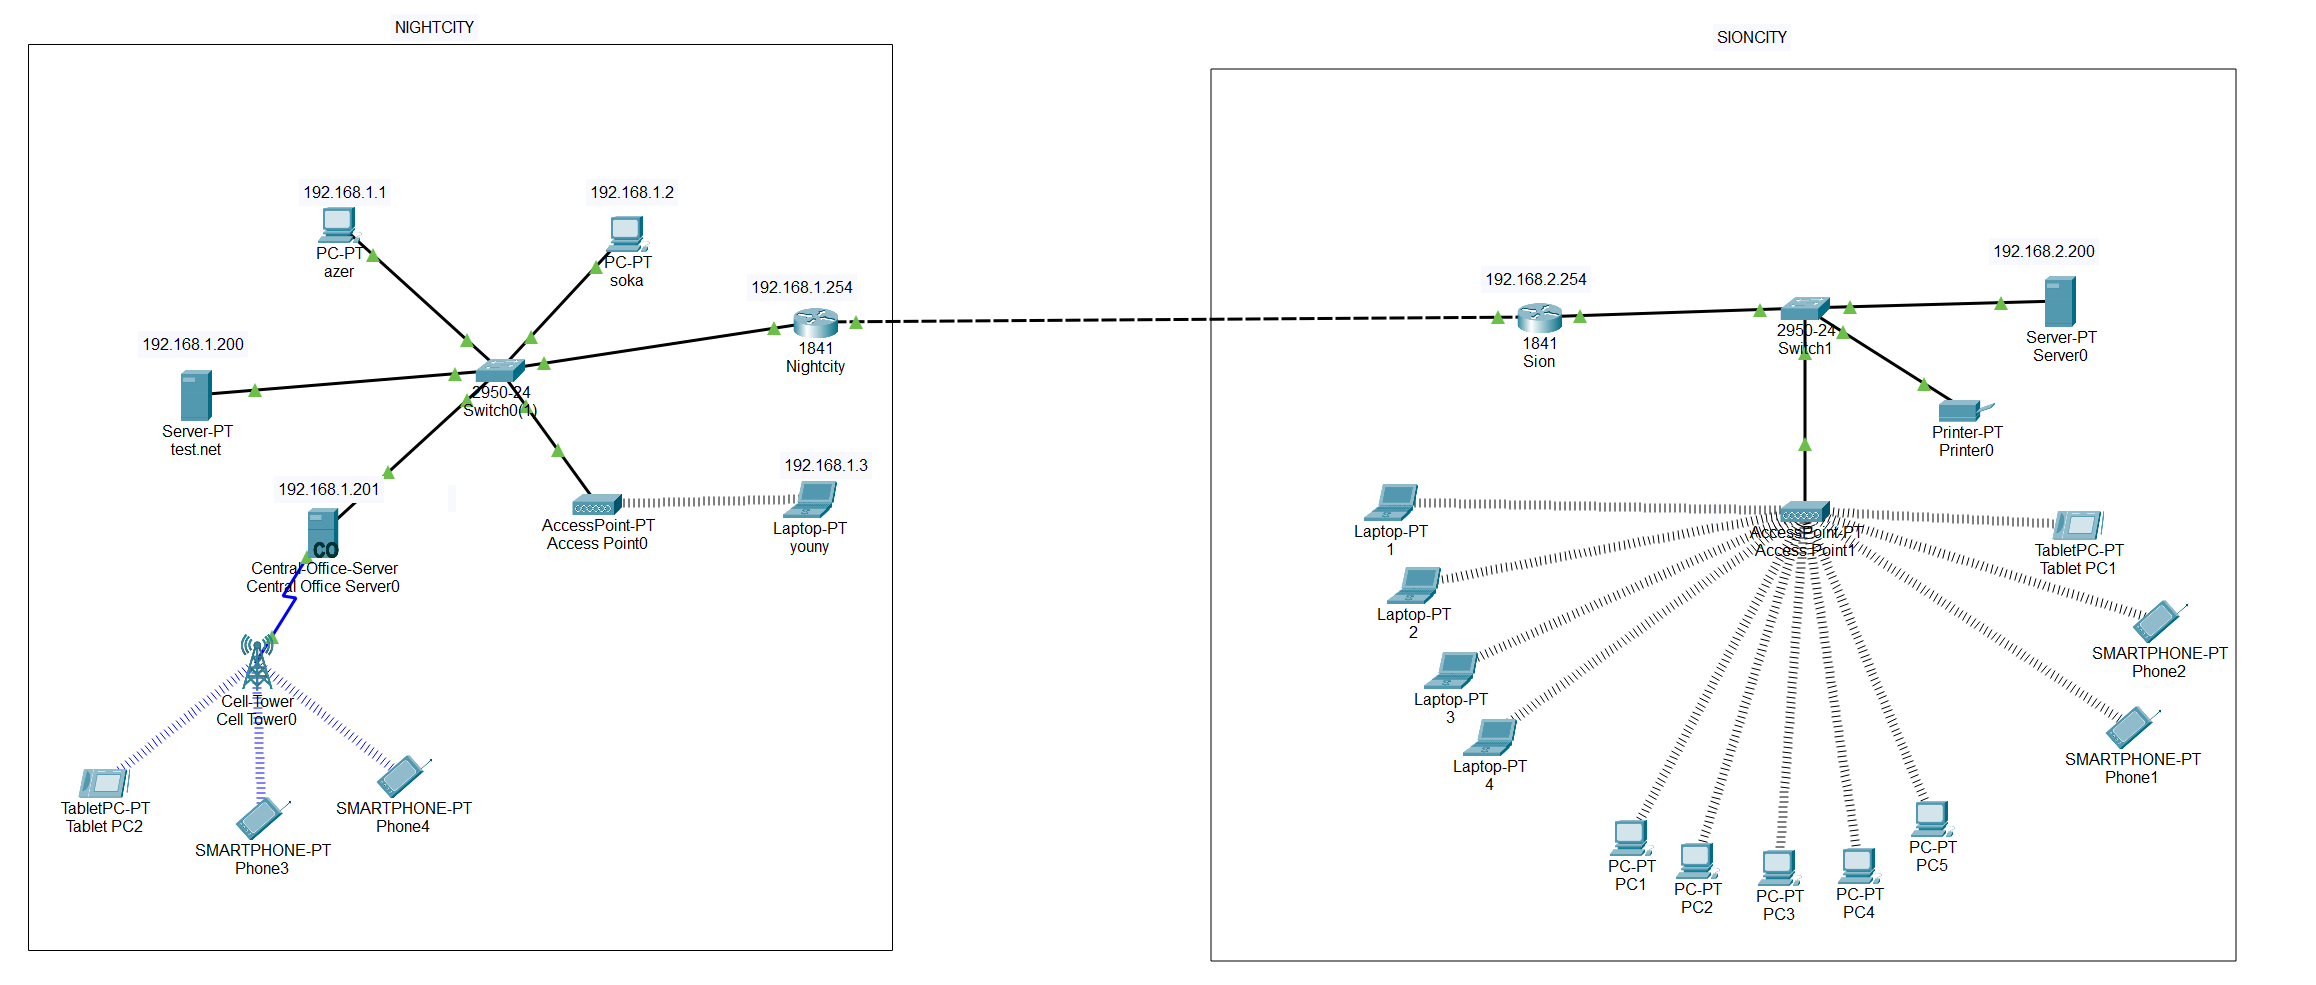 NIGHTCITY
192.168.1.1
PC-PT
azer
192.168.1.2
PC-PT
soka
192.168.1.254
1841
Nightcity
192.168.1.200
Server-PT
test.net
2950-24
Switch0(1)
192.168.1.201
CO
Central-Office-Server
Central Office Server0
AccessPoint-PT
Access Point0
192.168.1.3
Laptop-PT
youny
Cell-Tower
Cell Tower0
TabletPC-PT
Tablet PC2
SMARTPHONE-PT
Phone3
SMARTPHONE-PT
Phone4
SIONCITY
192.168.2.254
1841
Sion
2950-24
Switch1
192.168.2.200
Server-PT
Server0
Printer-PT
Printer0
AccessPoint-PT
Access Point1
Laptop-PT
1
Laptop-PT
2
Laptop-PT
3
Laptop-PT
4
TabletPC-PT
Tablet PC1
SMARTPHONE-PT
Phone2
SMARTPHONE-PT
Phone1
PC-PT
PC1
PC-PT
PC2
PC-PT
PC3
PC-PT
PC4
PC-PT
PC5